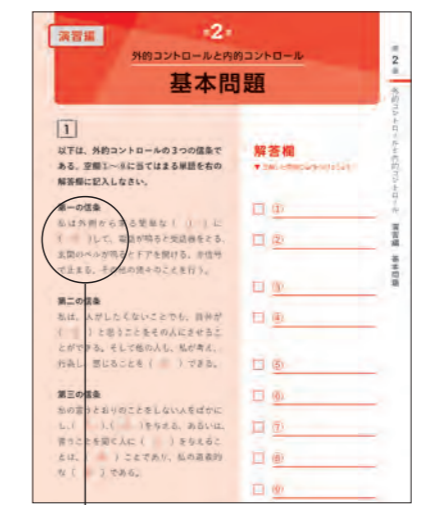 演習編
第2章
外的コントロールと内的コントロール
基本問題
1
以下は、外的コントロールの3つの信条で
ある。空欄①〜⑨に当てはまる単語を右の
解答欄に記入しなさい。
第一の信条
私は外側から来る簡単な( )に
( )して、電話が鳴ると受話機をとる、
玄関のベルが鳴るとドアを開ける、赤信号
で止まる、その他の諸々のことを行う。
第二の信条
私は、人がしたくないことでも、自分が
( )と思うことをその人にさせるこ
とができる。そして他の人も、私が考え、
行為し、感じることを( )できる。
第三の信条
私の言うとおりのことをしない人をばかに
し、( )、( )を与える、あるいは、
言うことを聞く人に( )を与えるこ
とは、( )ことであり、私の道義的
な( )である。
解答欄
①
②
③
④
⑤
⑥
⑦
⑧
⑨
第2章 外的コントロールと内的コントロール 演習編 基本問題